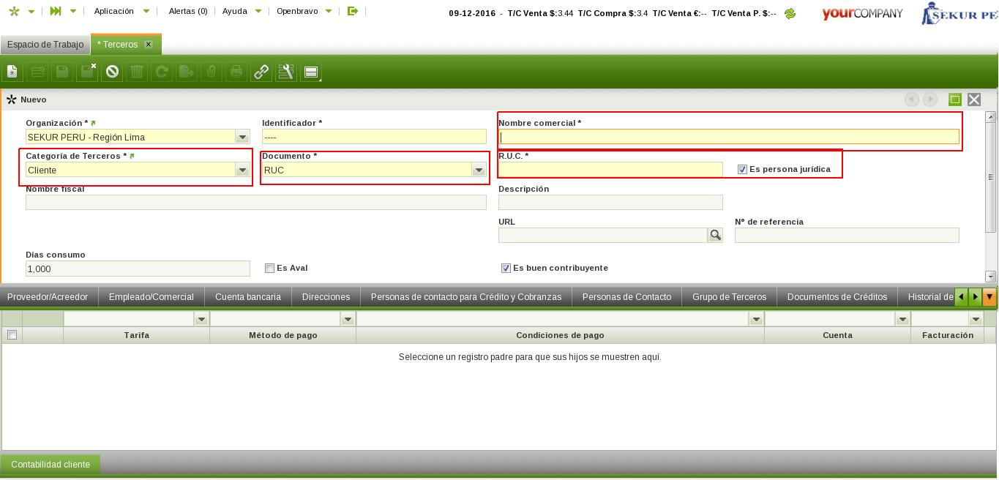 Aplicación Alertas (0) Ayuda Openbravo 09-12-2016 - T/C Venta $:3.44 T/C Compra $:3.4 T/C Venta €:-- T/C Venta P. $:-- yourCOMPANY SEKUR PE
Espacio de Trabajo * Terceros x
Nuevo
Organización * Identificador * Nombre comercial *
SEKUR PERU - Región Lima ----
Categoría de Terceros * Documento * R.U.C. *
Cliente RUC Es persona jurídica
Nombre fiscal Descripción
URL Nº de referencia
Días consumo
1,000 Es Aval Es buen contribuyente
Proveedor/Acreedor Empleado/Comercial Cuenta bancaria Direcciones Personas de contacto para Crédito y Cobranzas Personas de Contacto Grupo de Terceros Documentos de Créditos Historial de
Tarifa Método de pago Condiciones de pago Cuenta Facturación
Seleccione un registro padre para que sus hijos se muestren aquí.
Contabilidad cliente